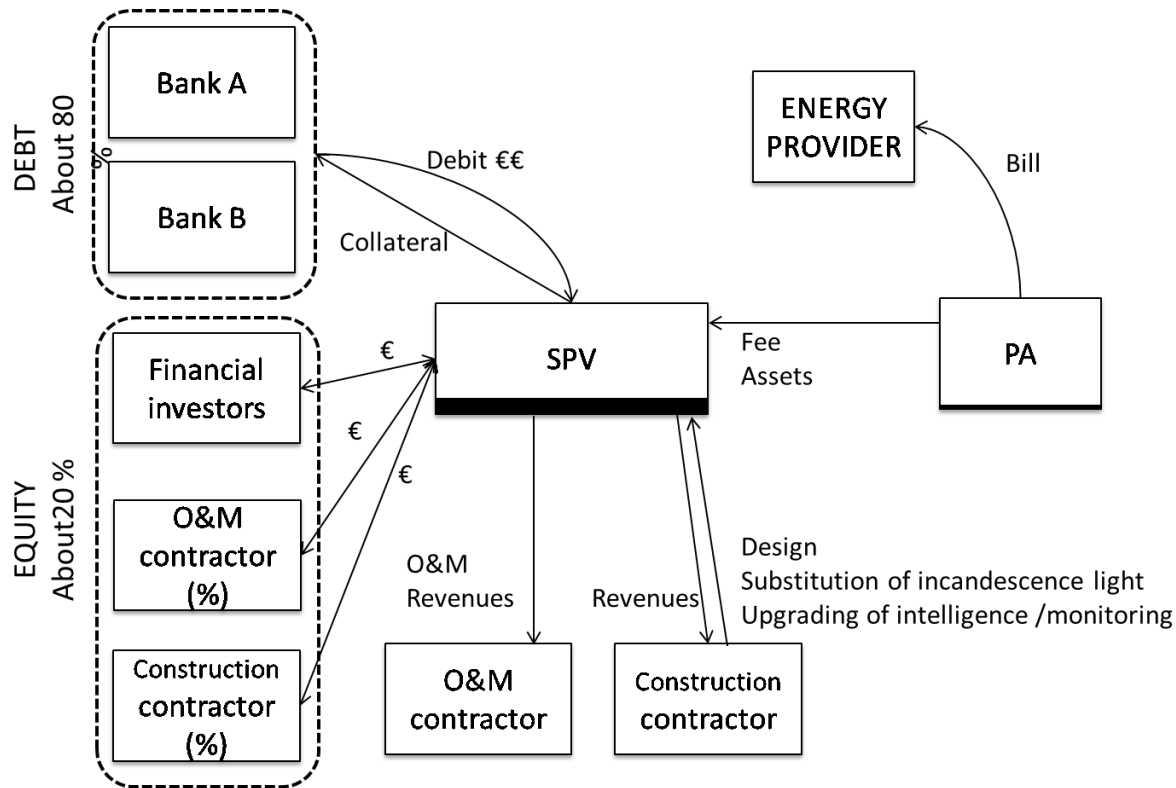 DEBT
About 80
%
Bank A
Bank B
Debit €€
Collateral
ENERGY
PROVIDER
Bill
EQUITY
About20 %
Financial
investors
€
€
€
SPV
Fee
Assets
PA
O&M
contractor
(%)
Construction
contractor
(%)
O&M
Revenues
Revenues
Design
Substitution of incandescence light
Upgrading of intelligence /monitoring
O&M
contractor
Construction
contractor